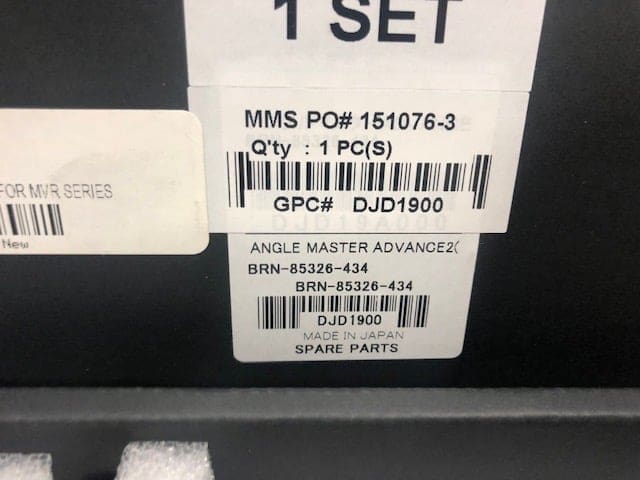 1 SET
MMS PO# 151076-3
Q'ty : 1 PC(S)
GPC# DJD1900
DJD19A000
FOR MVR SERIES
New
ANGLE MASTER ADVANCE2(
BRN-85326-434
BRN-85326-434
DJD1900
MADE IN JAPAN
SPARE PARTS